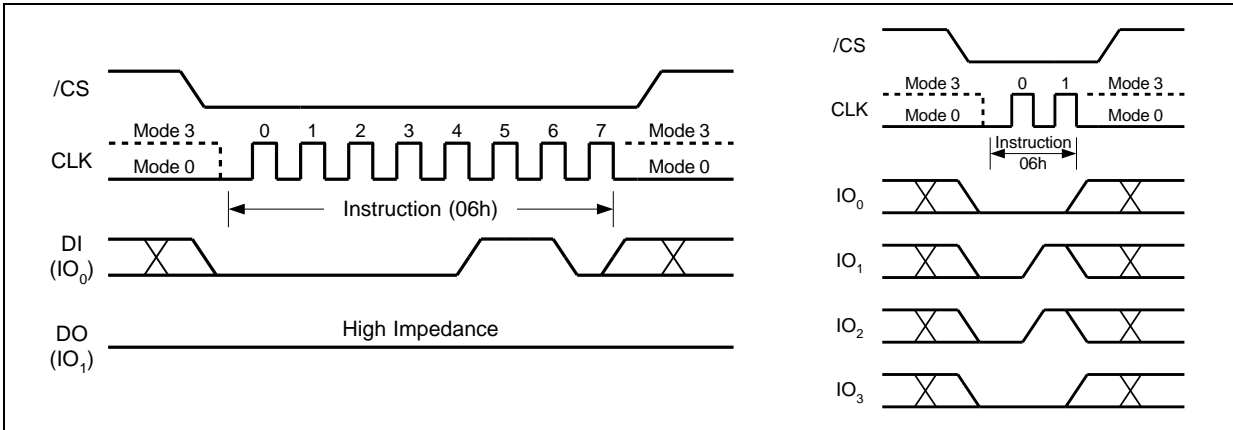 /CS
Mode 3 0 1 2 3 4 5 6 7 Mode 3
CLK
Mode 0 Mode 0
Instruction (06h)
DI
(IO0)
High Impedance
DO
(IO1)
/CS
Mode 3 0 1 Mode 3
CLK
Mode 0 Mode 0
Instruction
06h
IO0
IO1
IO2
IO3